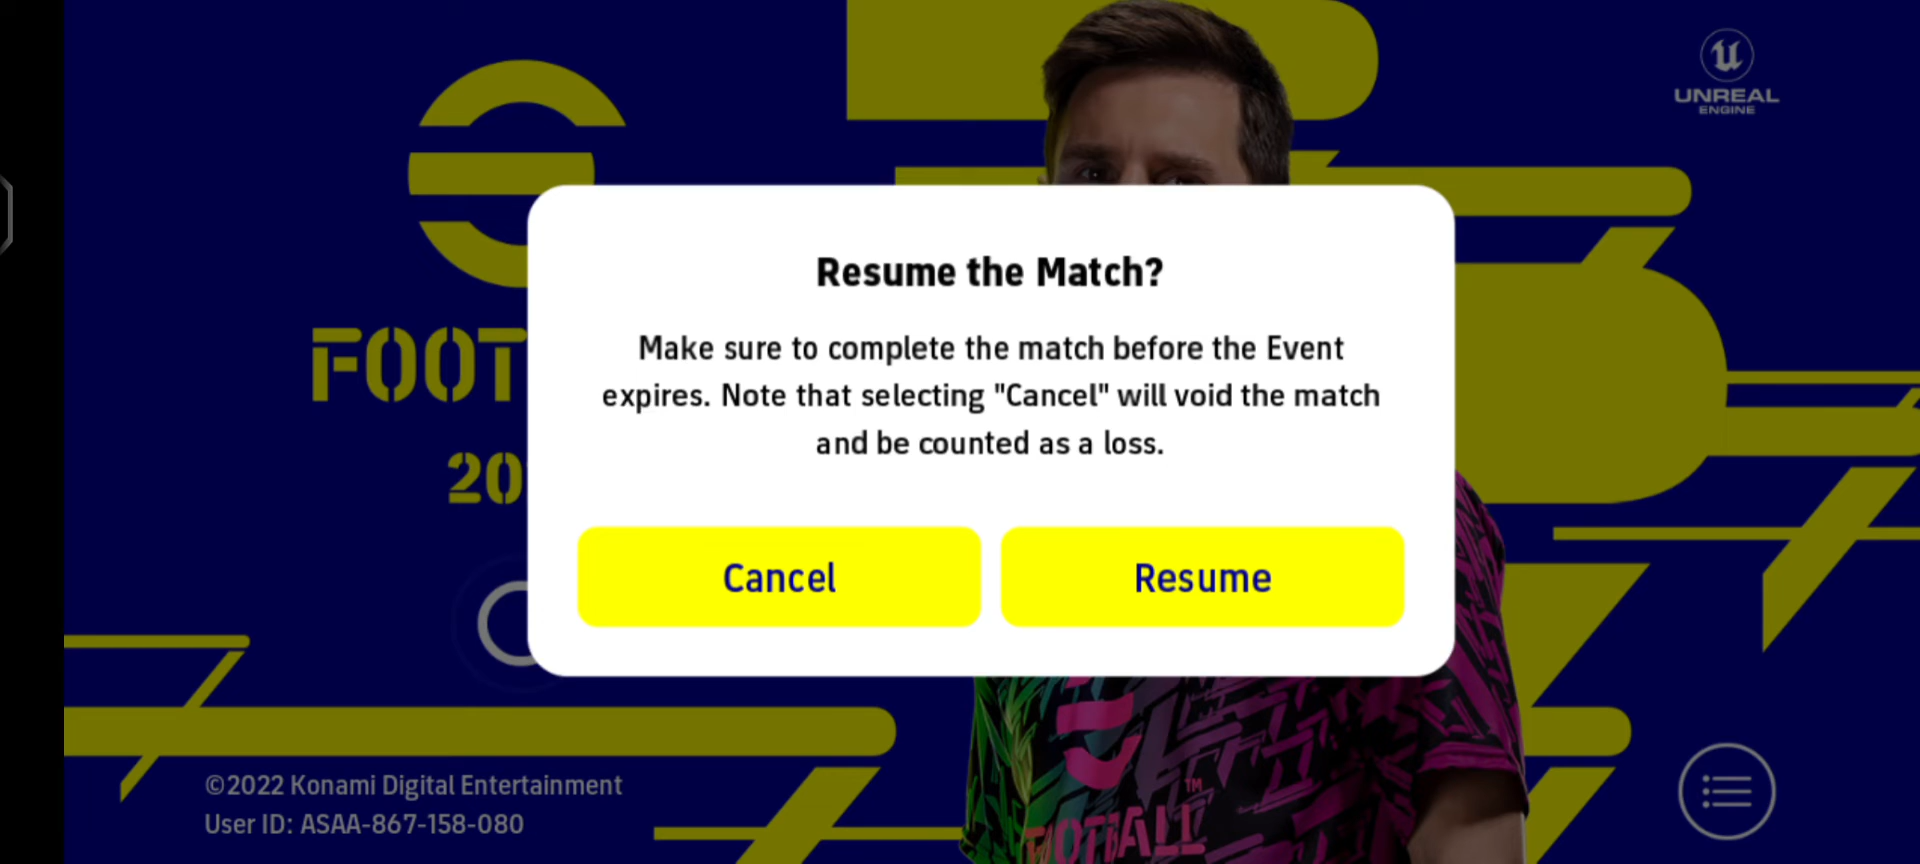 UNREAL
ENGINE
FOOT
20
Resume the Match?
Make sure to complete the match before the Event
expires. Note that selecting "Cancel" will void the match
and be counted as a loss.
Cancel
Resume
©2022 Konami Digital Entertainment
User ID: ASAA-867-158-080
FOOTBALL
TM